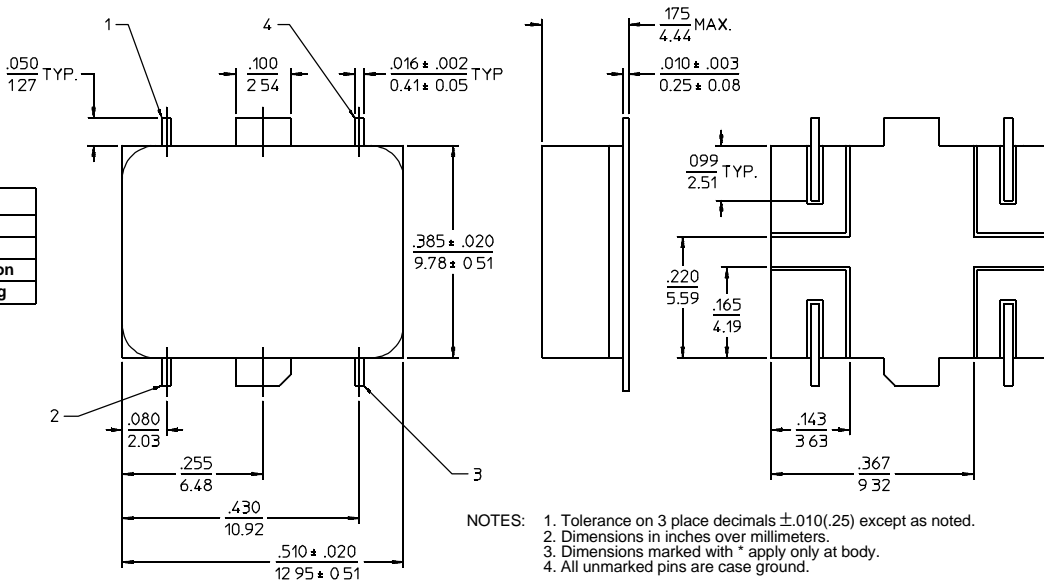 1
4
.050
127
TYP.
.100
2 54
.016 ± .002
0.41 ± 0.05
TYP
.175
4.44
MAX.
.010 ± .003
0.25 ± 0.08
.385 ± .020
9.78 ± 0 51
on
g
099
2.51
TYP.
.220
5.59
.165
4.19
2
.080
2.03
.255
6.48
3
.430
10.92
.510 ± .020
12 95 ± 0 51
.143
3 63
.367
9 32
NOTES: 1. Tolerance on 3 place decimals ±.010(.25) except as noted.
2. Dimensions in inches over millimeters.
3. Dimensions marked with * apply only at body.
4. All unmarked pins are case ground.